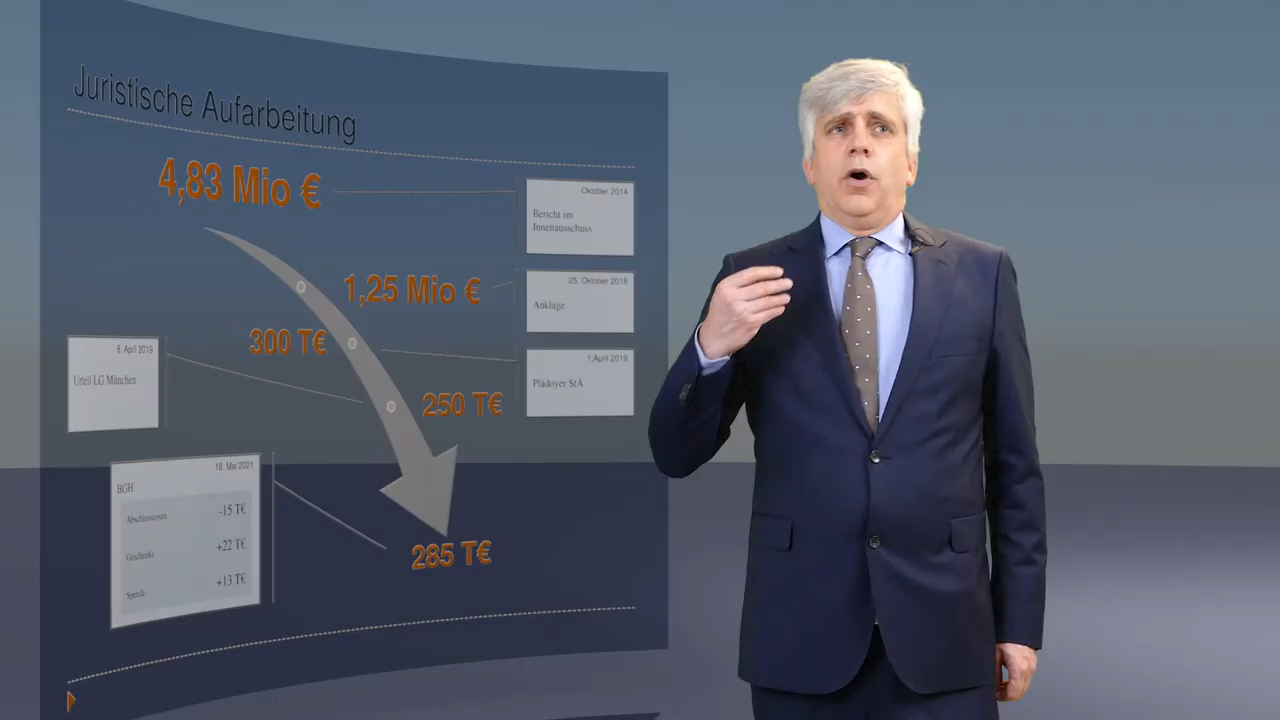 Juristische Aufarbeitung
4,83 Mio €
Oktober 2014
Bericht im
Innenausschuss
1,25 Mio €
25. Oktober 2018
Anklage
300 T€
8. April 2019
Urteil LG München
1.April 2019
Plädoyer StA
250 T€
18. Mai 2021
BGH
Abschlussessen -15 T€
Geschenke +22 T€
Spende +13 T€
285 T€